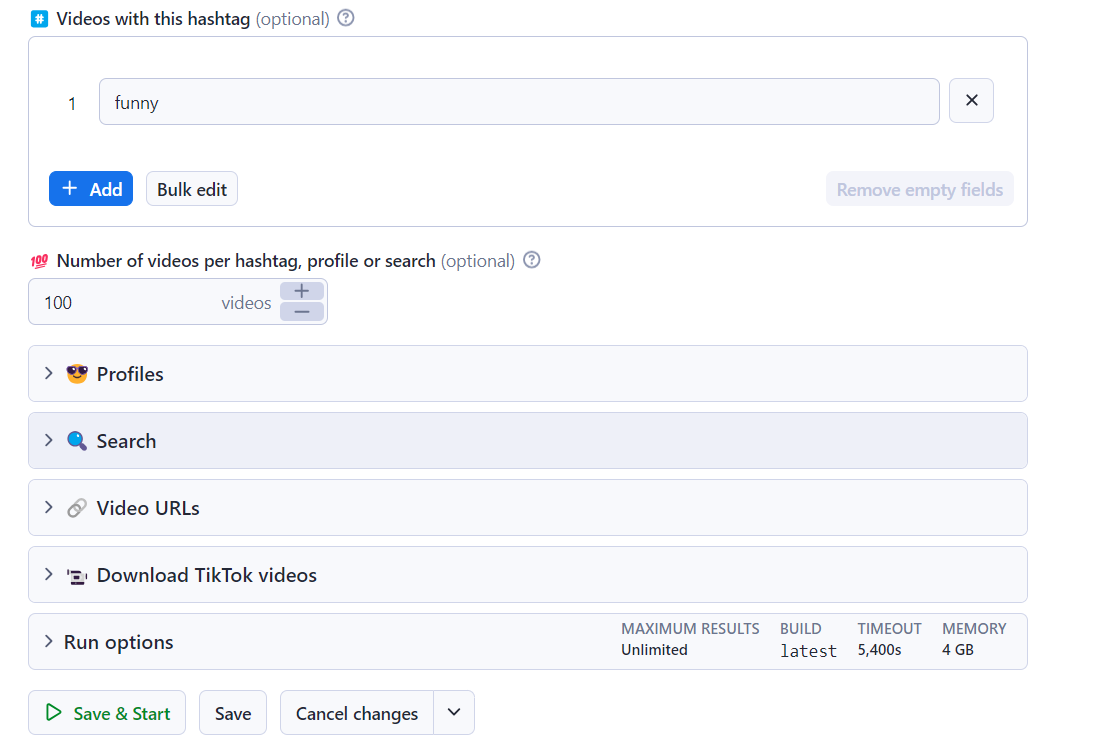 # Videos with this hashtag (optional) ?
1 funny ×
+ Add Bulk edit Remove empty fields
💯 Number of videos per hashtag, profile or search (optional) ?
100 videos + −
Profiles
Search
Video URLs
Download TikTok videos
Run options
MAXIMUM RESULTS BUILD TIMEOUT MEMORY
Unlimited latest 5,400s 4 GB
Save & Start Save Cancel changes